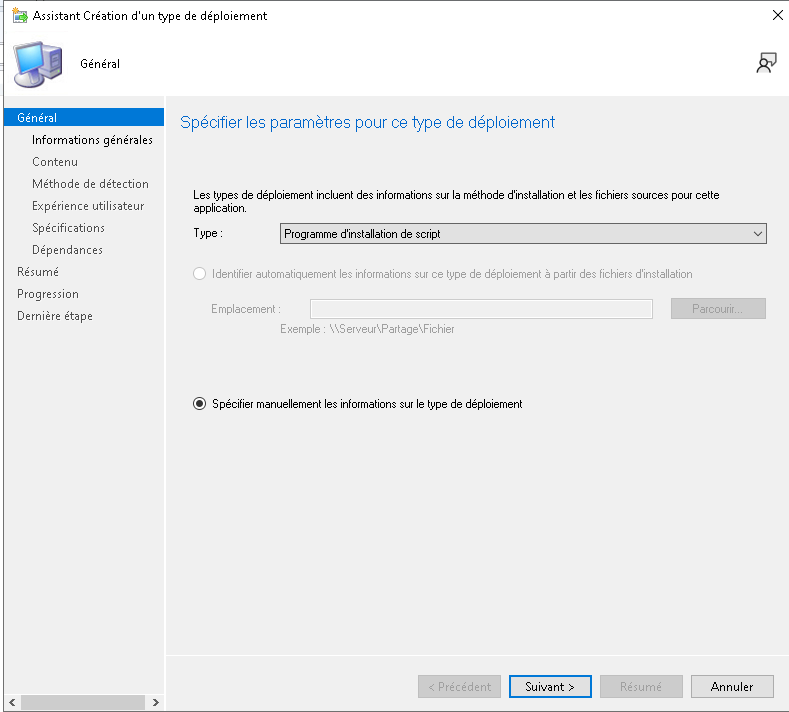 Assistant Création d'un type de déploiement
Général
Général
Informations générales
Contenu
Méthode de détection
Expérience utilisateur
Spécifications
Dépendances
Résumé
Progression
Dernière étape
Spécifier les paramètres pour ce type de déploiement
Les types de déploiement incluent des informations sur la méthode d'installation et les fichiers sources pour cette
application.
Type : Programme d'installation de script
Identifier automatiquement les informations sur ce type de déploiement à partir des fichiers d'installation
Emplacement : Parcourir...
Exemple : \\Serveur\Partage\Fichier
Spécifier manuellement les informations sur le type de déploiement
< Précédent Suivant > Résumé Annuler